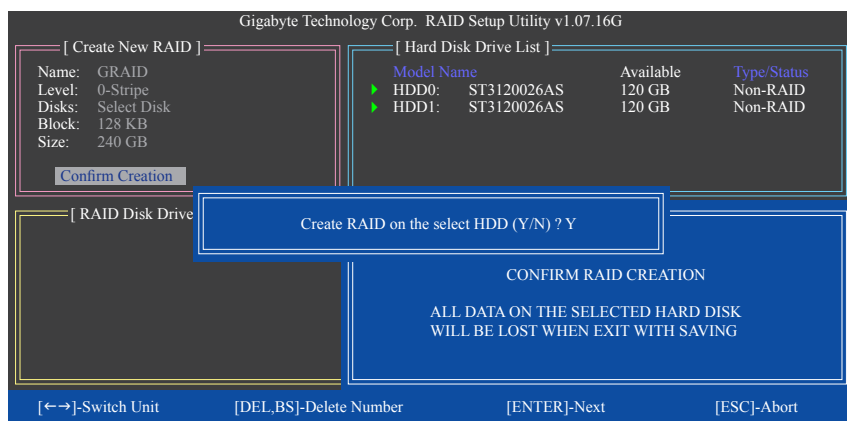 Gigabyte Technology Corp. RAID Setup Utility v1.07.16G
[ Create New RAID ]
Name: GRAID
Level: 0-Stripe
Disks: Select Disk
Block: 128 KB
Size: 240 GB
Confirm Creation
[ Hard Disk Drive List ]
Model Name Available Type/Status
HDD0: ST3120026AS 120 GB Non-RAID
HDD1: ST3120026AS 120 GB Non-RAID
[ RAID Disk Drive
Create RAID on the select HDD (Y/N) ? Y
CONFIRM RAID CREATION
ALL DATA ON THE SELECTED HARD DISK
WILL BE LOST WHEN EXIT WITH SAVING
[←→]-Switch Unit [DEL,BS]-Delete Number [ENTER]-Next [ESC]-Abort